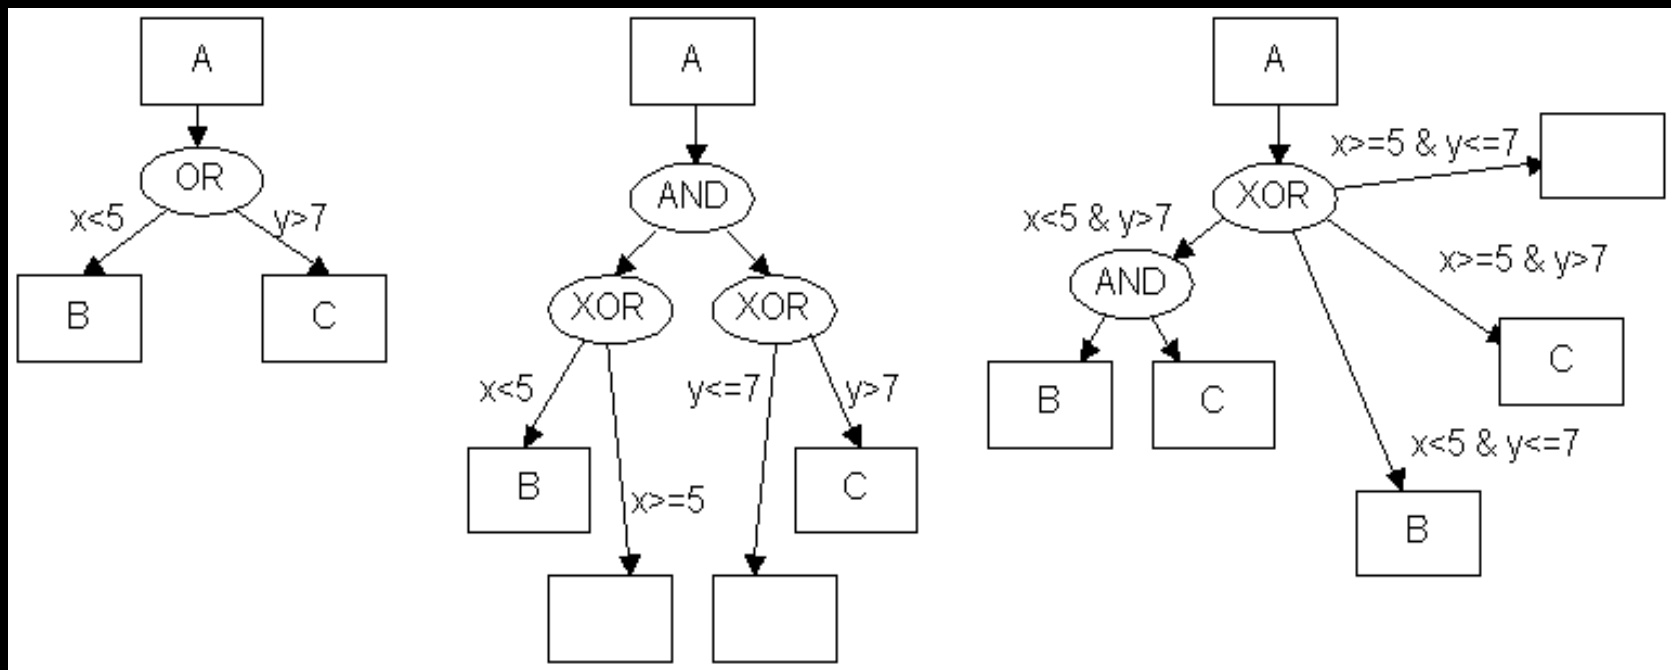 A
OR
x<5
y>7
B
C
A
AND
XOR
XOR
x<5
y<=7
y>7
B
x>=5
C
A
x>=5 & y<=7
XOR
x<5 & y>7
x>=5 & y>7
AND
B
C
C
x<5 & y<=7
B